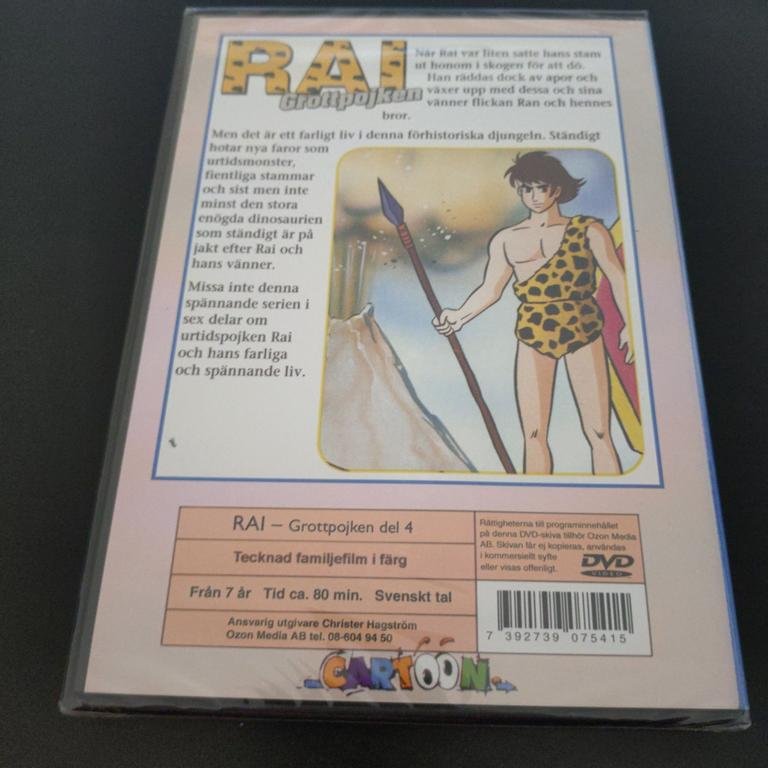 RAI
Grottpojken
När Rai var liten satte hans stam
ut honom i skogen för att dö.
Han räddas dock av apor och
växer upp med dessa och sina
vänner flickan Ran och hennes
bror.
Men det är ett farligt liv i denna förhistoriska djungeln. Ständigt
hotar nya faror som
urtidsmonster,
fientliga stammar
och sist men inte
minst den stora
enögda dinosaurien
som ständigt är på
jakt efter Rai och
hans vänner.
Missa inte denna
spännande serien i
sex delar om
urtidspojken Rai
och hans farliga
och spännande liv.
RAI – Grottpojken del 4
Tecknad familjefilm i färg
Från 7 år Tid ca. 80 min. Svenskt tal
Ansvarig utgivare Christer Hagström
Ozon Media AB tel. 08-604 94 50
Rättigheterna till programinnehållet
på denna DVD-skiva tillhör Ozon Media
AB. Skivan får ej kopieras, användas
i kommersiellt syfte
eller visas offentligt.
DVD
VIDEO
7 392739 075415
CARTOON